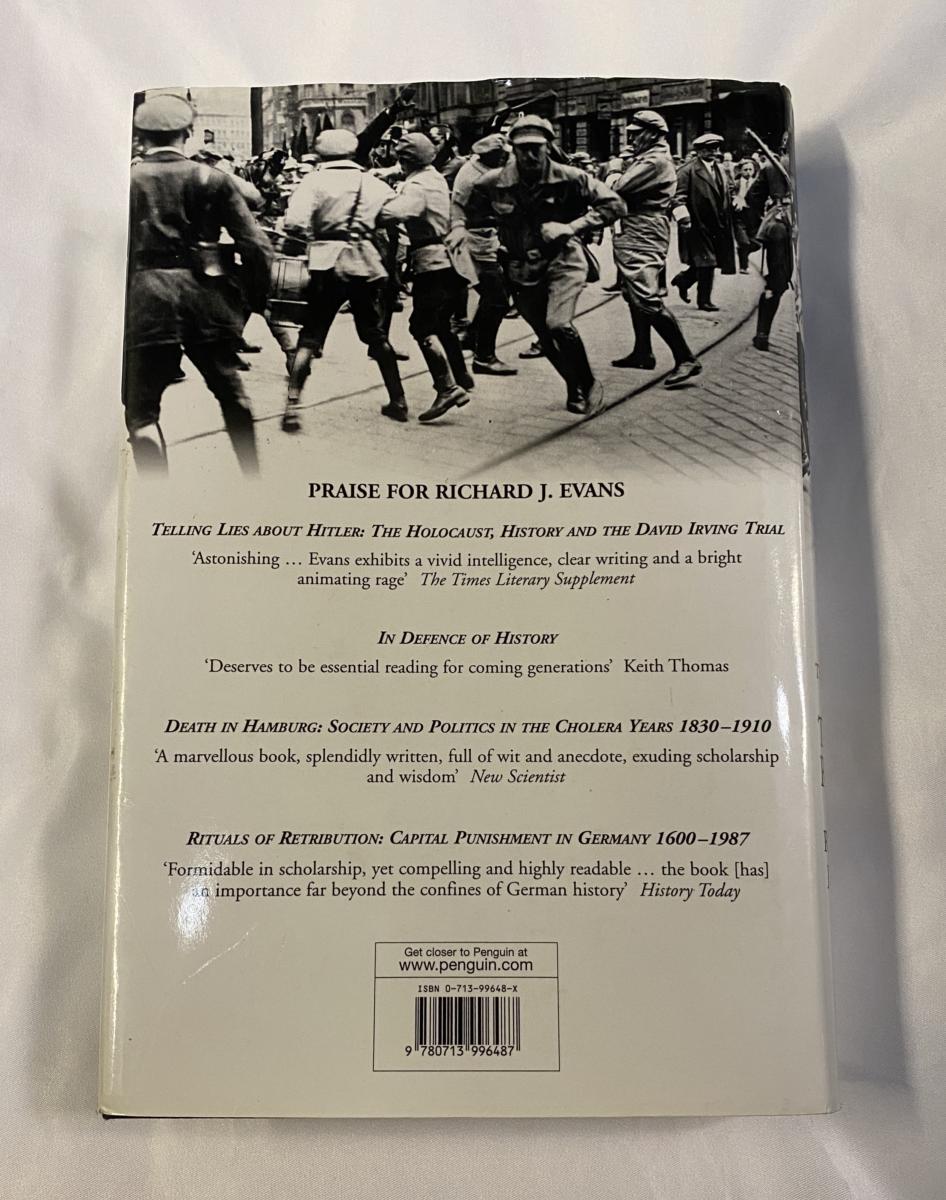 PRAISE FOR RICHARD J. EVANS
TELLING LIES ABOUT HITLER: THE HOLOCAUST, HISTORY AND THE DAVID IRVING TRIAL
‘Astonishing … Evans exhibits a vivid intelligence, clear writing and a bright
animating rage’ The Times Literary Supplement
IN DEFENCE OF HISTORY
‘Deserves to be essential reading for coming generations’ Keith Thomas
DEATH IN HAMBURG: SOCIETY AND POLITICS IN THE CHOLERA YEARS 1830–1910
‘A marvellous book, splendidly written, full of wit and anecdote, exuding scholarship
and wisdom’ New Scientist
RITUALS OF RETRIBUTION: CAPITAL PUNISHMENT IN GERMANY 1600–1987
‘Formidable in scholarship, yet compelling and highly readable … the book [has]
an importance far beyond the confines of German history’ History Today
Get closer to Penguin at
www.penguin.com
ISBN 0-713-99648-X
9 780713 996487